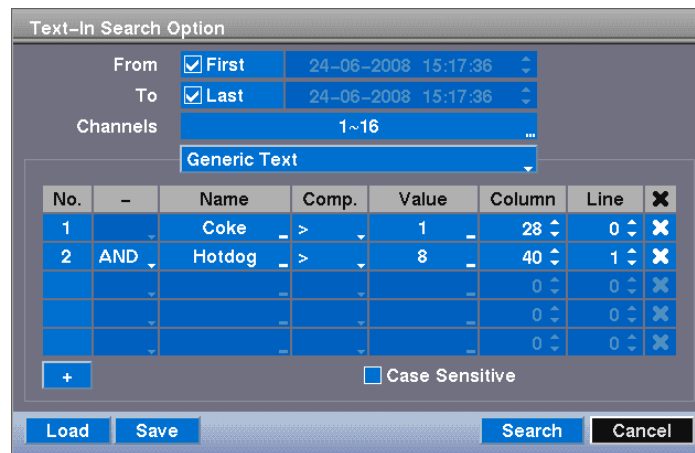 Text-In Search Option
From First 24-06-2008 15:17:36
To Last 24-06-2008 15:17:36
Channels 1~16 ...
Generic Text
No. - Name Comp. Value Column Line ✖
1 Coke > 1 28 0 ✖
2 AND Hotdog > 8 40 1 ✖
0 0 ✖
0 0 ✖
0 0 ✖
+ Case Sensitive
Load Save Search Cancel